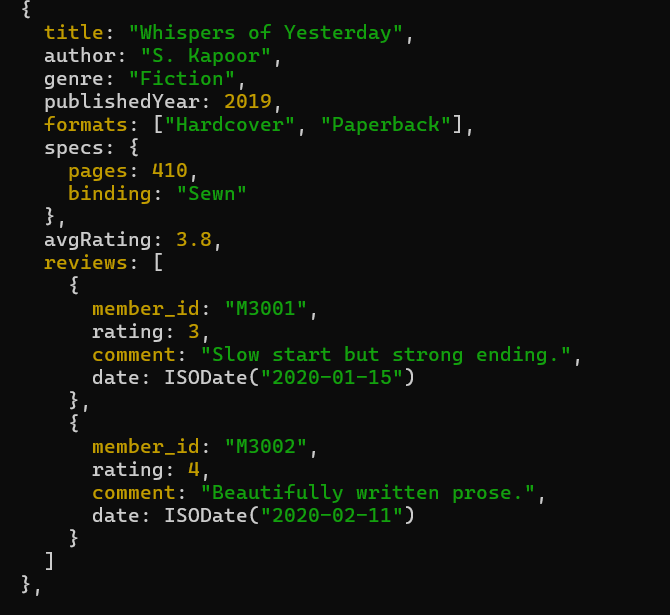 {
  title: "Whispers of Yesterday",
  author: "S. Kapoor",
  genre: "Fiction",
  publishedYear: 2019,
  formats: ["Hardcover", "Paperback"],
  specs: {
    pages: 410,
    binding: "Sewn"
  },
  avgRating: 3.8,
  reviews: [
    {
      member_id: "M3001",
      rating: 3,
      comment: "Slow start but strong ending.",
      date: ISODate("2020-01-15")
    },
    {
      member_id: "M3002",
      rating: 4,
      comment: "Beautifully written prose.",
      date: ISODate("2020-02-11")
    }
  ]
},